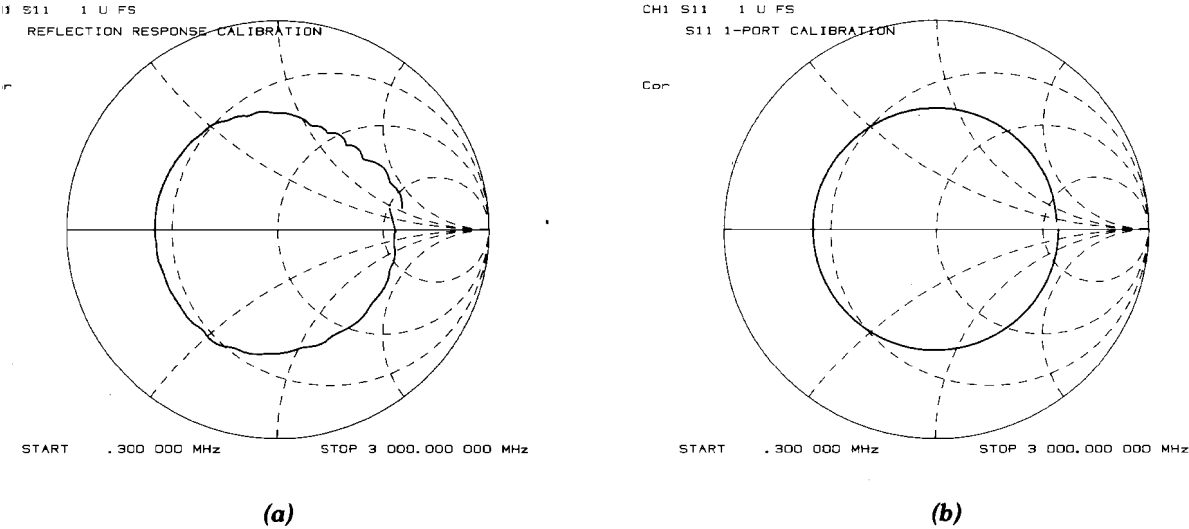 S11 1 U FS
REFLECTION RESPONSE CALIBRATION
START .300 000 MHz STOP 3 000.000 000 MHz
(a)
CH1 S11 1 U FS
S11 1-PORT CALIBRATION
Cor
START .300 000 MHz STOP 3 000.000 000 MHz
(b)